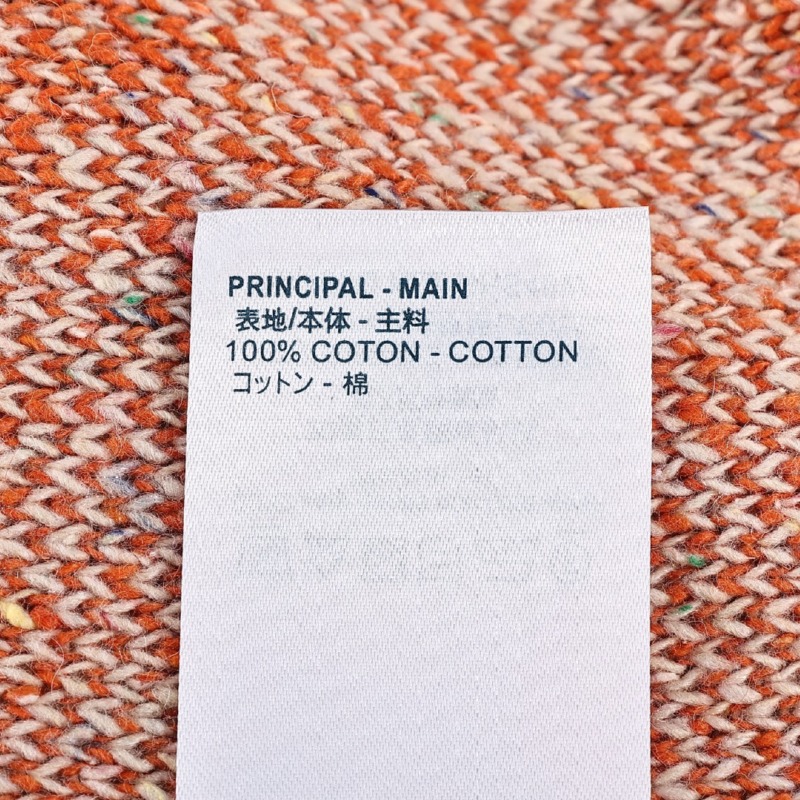 PRINCIPAL - MAIN
表地/本体 - 主料
100% COTON - COTTON
コットン - 棉